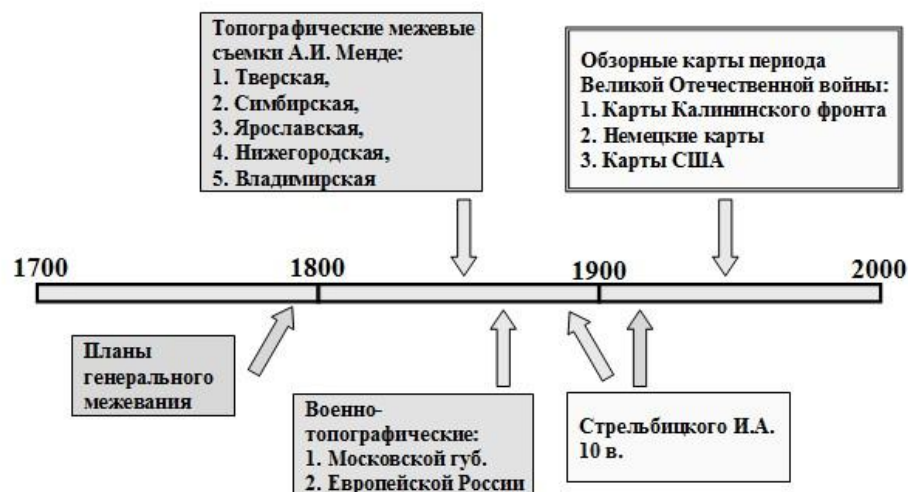 Топографические межевые
съемки А.И. Менде:
1. Тверская,
2. Симбирская,
3. Ярославская,
4. Нижегородская,
5. Владимирская
Обзорные карты периода
Великой Отечественной войны:
1. Карты Калининского фронта
2. Немецкие карты
3. Карты США
1700
1800
1900
2000
Планы
генерального
межевания
Военно-
топографические:
1. Московской губ.
2. Европейской России
Стрельбицкого И.А.
10 в.